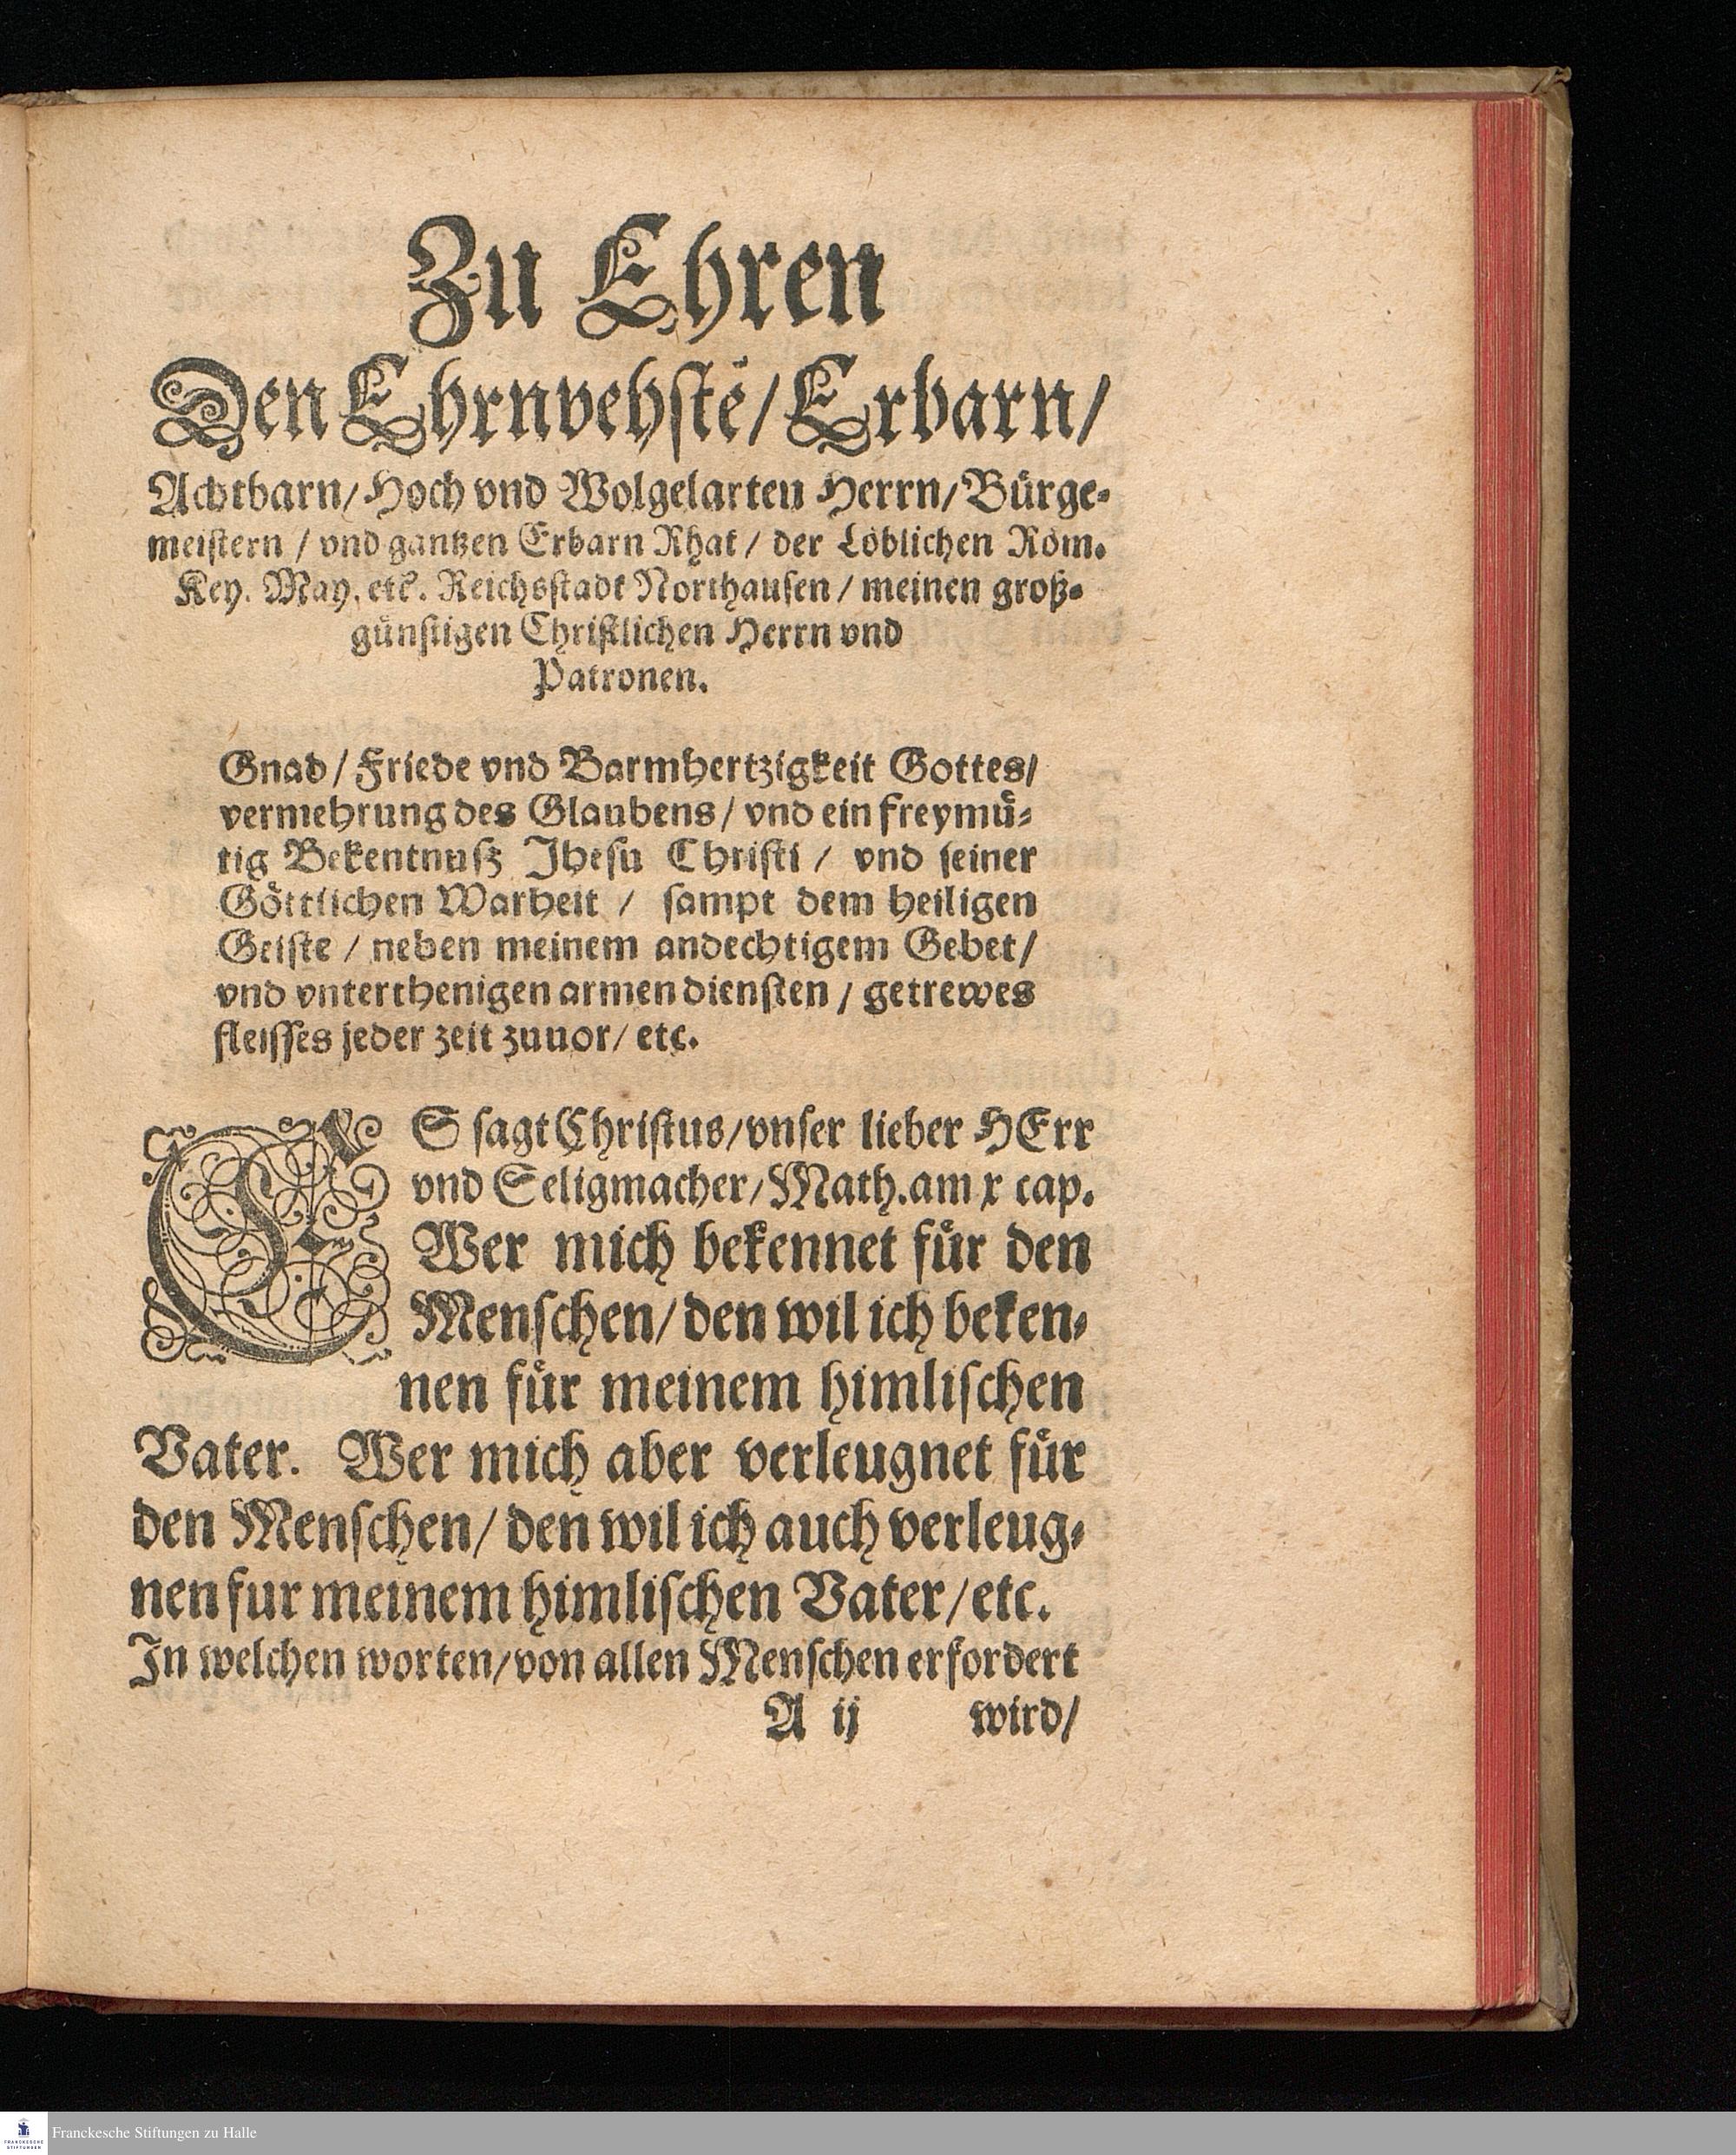 Zu Ehren
Den Ehrnvehstē/ Erbarn/
Achtbarn/ Hoch vnd Wolgelarten Herrn/ Bürge-
meistern / vnd gantzen Erbarn Rhat / der Löblichen Röm.
Key. May. etc. Reichsstadt Northausen / meinen groß-
günstigen Christlichen Herrn vnd
Patronen.
Gnad / Friede vnd Barmhertzigkeit Gottes/
vermehrung des Glaubens / vnd ein freymü-
tig Bekentnuß Jhesu Christi / vnd seiner
Göttlichen Warheit / sampt dem heiligen
Geiste / neben meinem andechtigem Gebet/
vnd vnterthenigen armen diensten / getrewes
fleisses jeder zeit zuuor/ etc.
ES sagt Christus/ vnser lieber HErr
vnd Seligmacher/ Math. am x cap.
Wer mich bekennet für den
Menschen/ den wil ich beken-
nen für meinem himlischen
Vater. Wer mich aber verleugnet für
den Menschen/ den wil ich auch verleug-
nen fur meinem himlischen Vater/ etc.
In welchen worten/ von allen Menschen erfordert
A ij wird/
Franckesche Stiftungen zu Halle
FRANCKESCHE
STIFTUNGEN